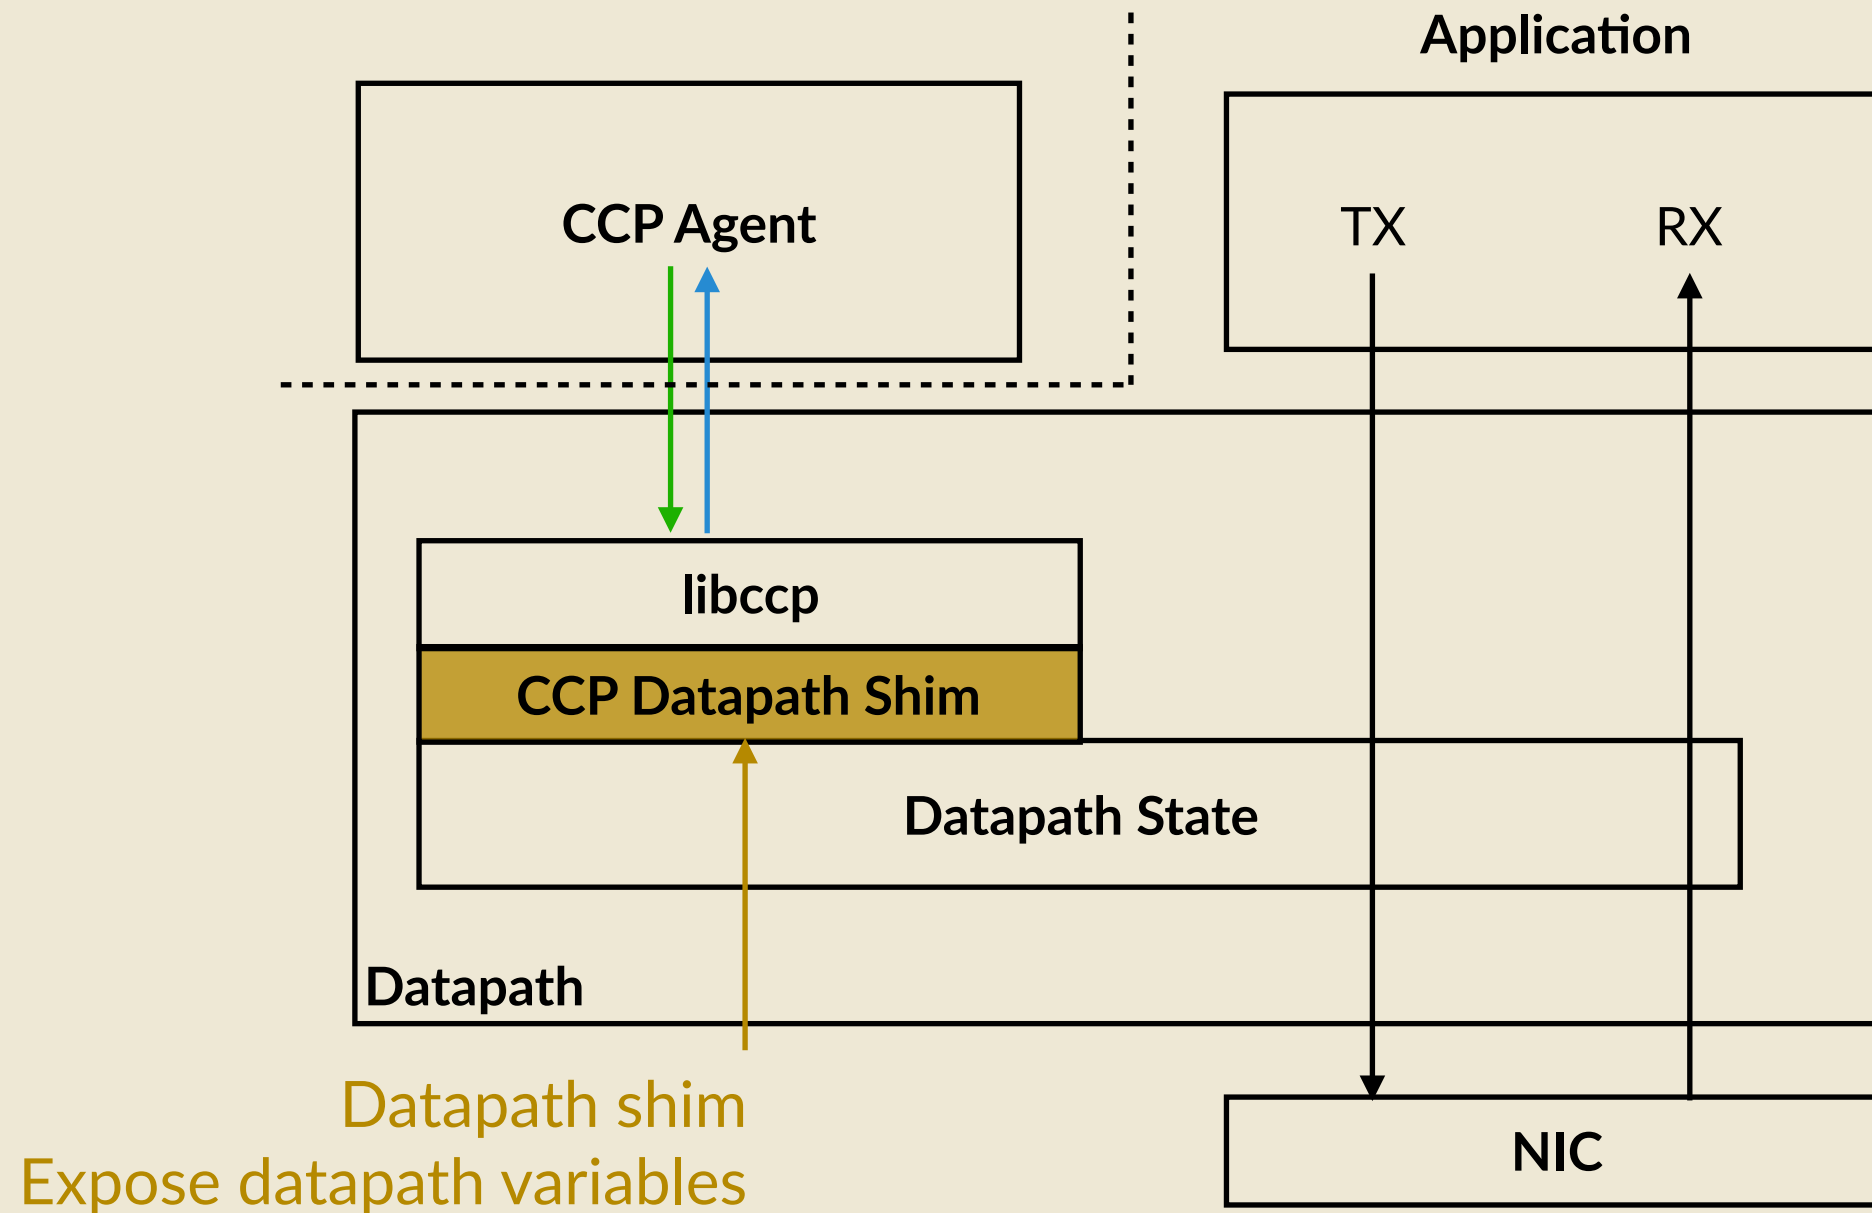 Application
CCP Agent
TX
RX
libccp
CCP Datapath Shim
Datapath State
Datapath
Datapath shim
Expose datapath variables
NIC